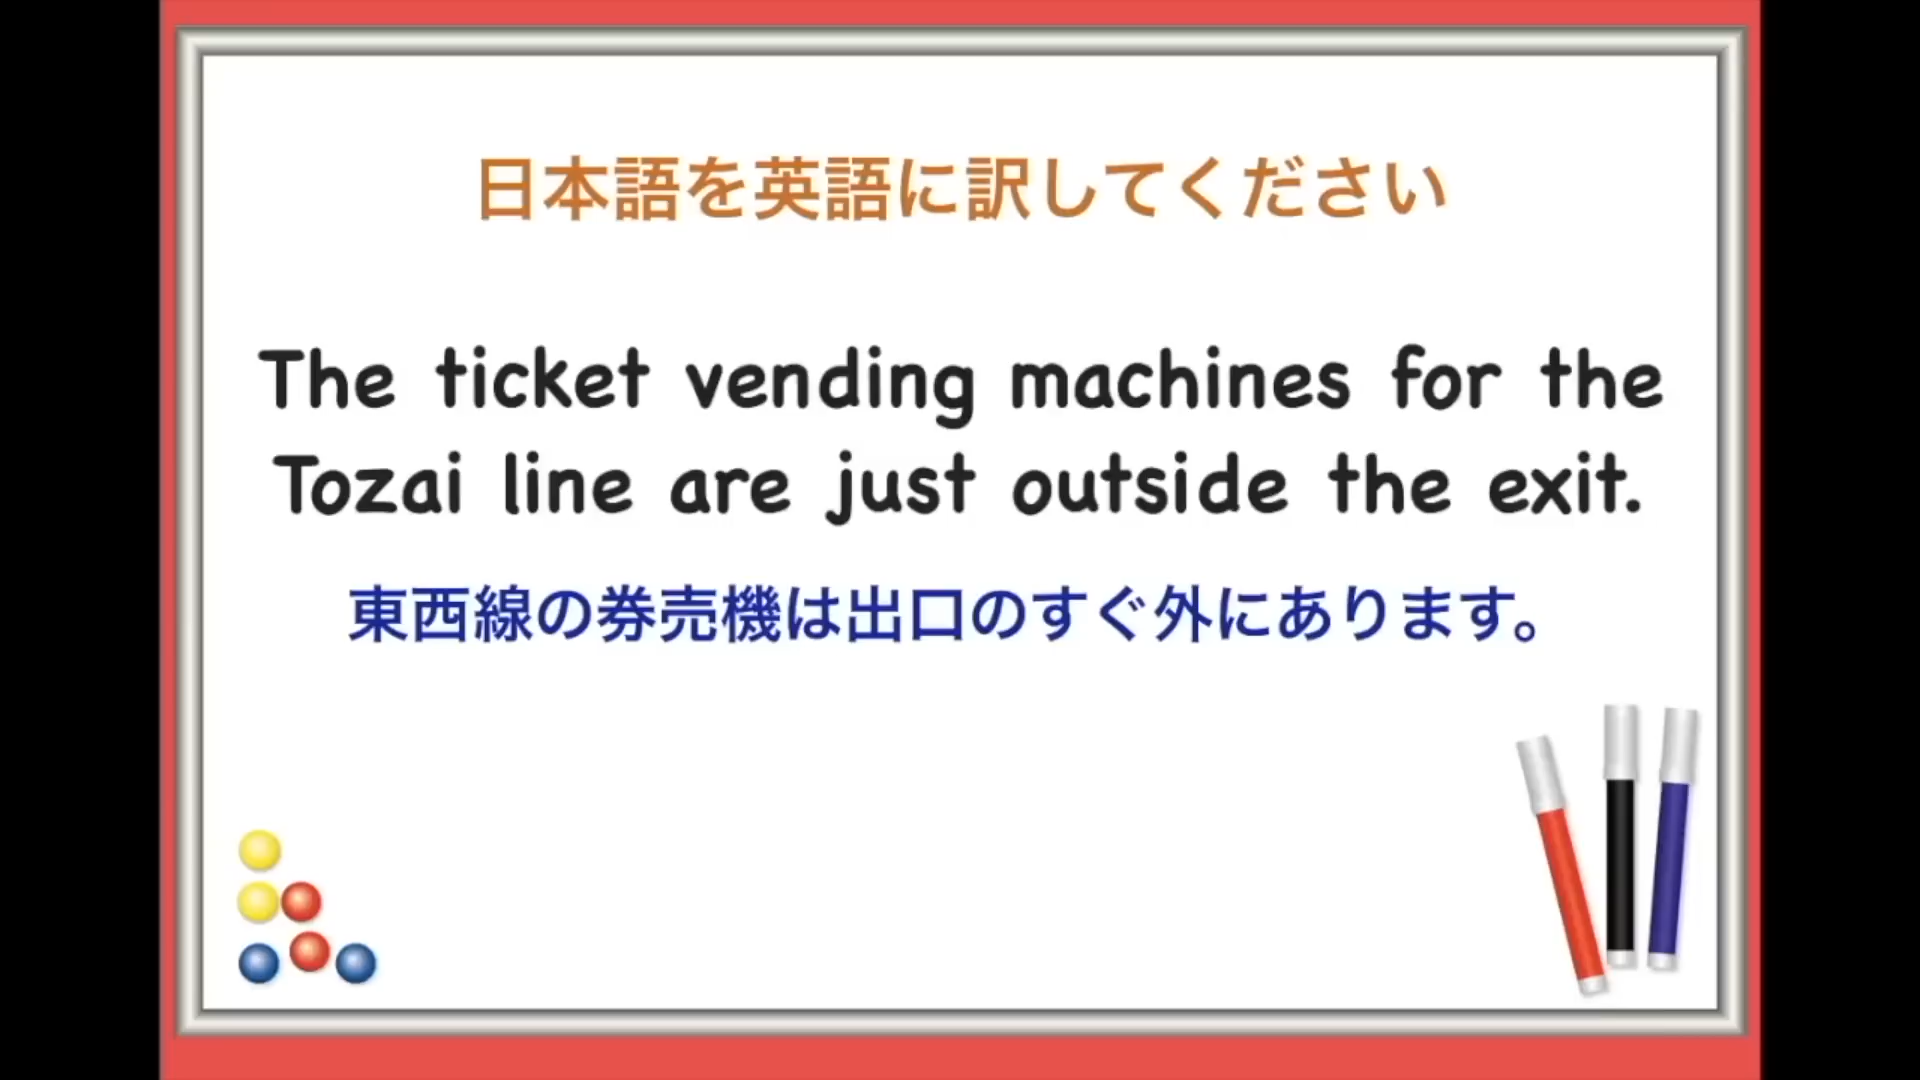 日本語を英語に訳してください
The ticket vending machines for the
Tozai line are just outside the exit.
東西線の券売機は出口のすぐ外にあります。